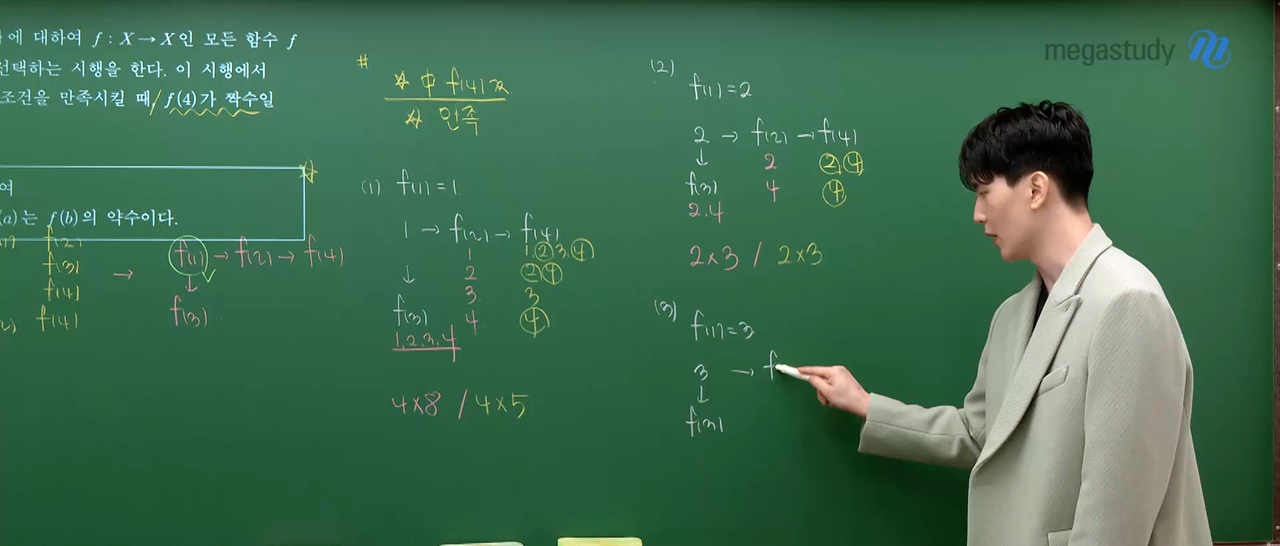 에 대하여 f : X → X인 모든 함수 f
선택하는 시행을 한다. 이 시행에서
조건을 만족시킬 때, f(4)가 짝수일
여
(a)는 f(b)의 약수이다.
f(2)
f(3)
f(4)
f(4)
→
f(1) → f(2) → f(4)
↓
f(3)
#
☆ 中 f(4) 짝
☆ 만족
(1) f(1)=1
1 → f(2) → f(4)
1 1, 2, 3, 4
↓ 2 2 4
3 3
f(3) 4 4
1, 2, 3, 4
4×8 / 4×5
(2)
f(1)=2
2 → f(2) → f(4)
↓ 2 2, 4
f(3) 4 4
2. 4
2×3 / 2×3
(3)
f(1)=3
3 → f
↓
f(3)
megastudy